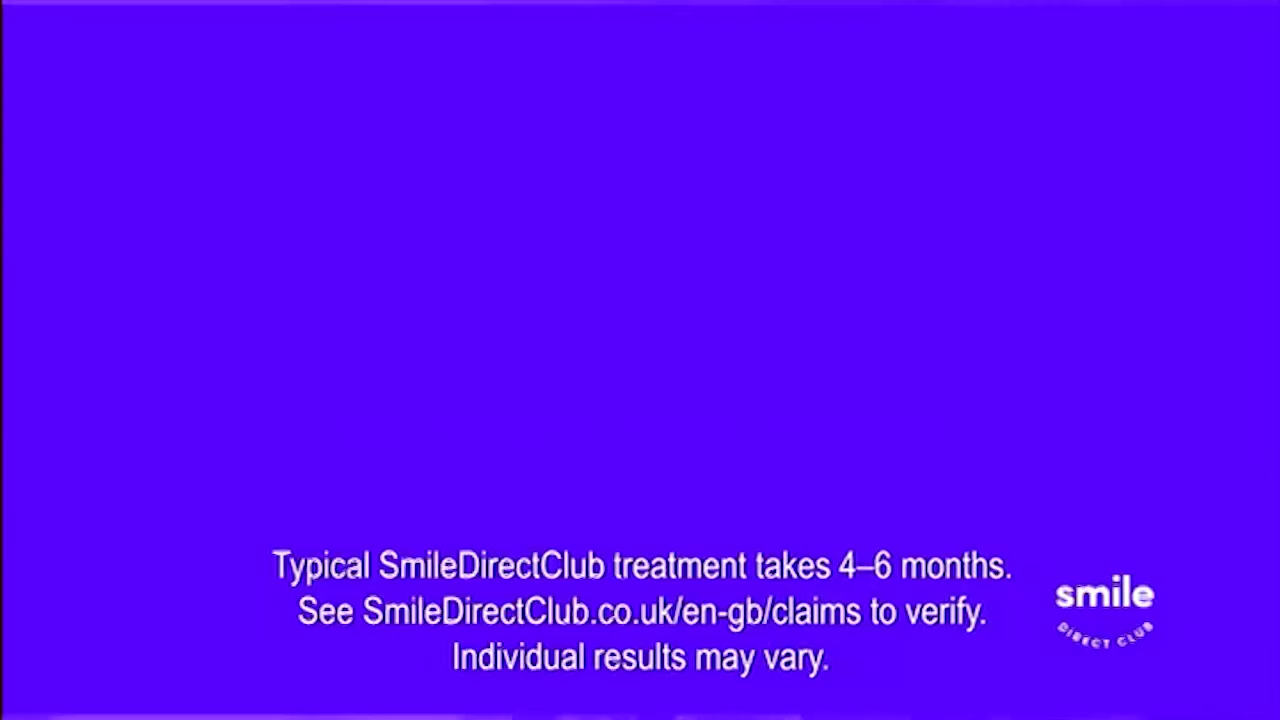 Typical SmileDirectClub treatment takes 4–6 months.
See SmileDirectClub.co.uk/en-gb/claims to verify.
Individual results may vary.
smile
DIRECT CLUB